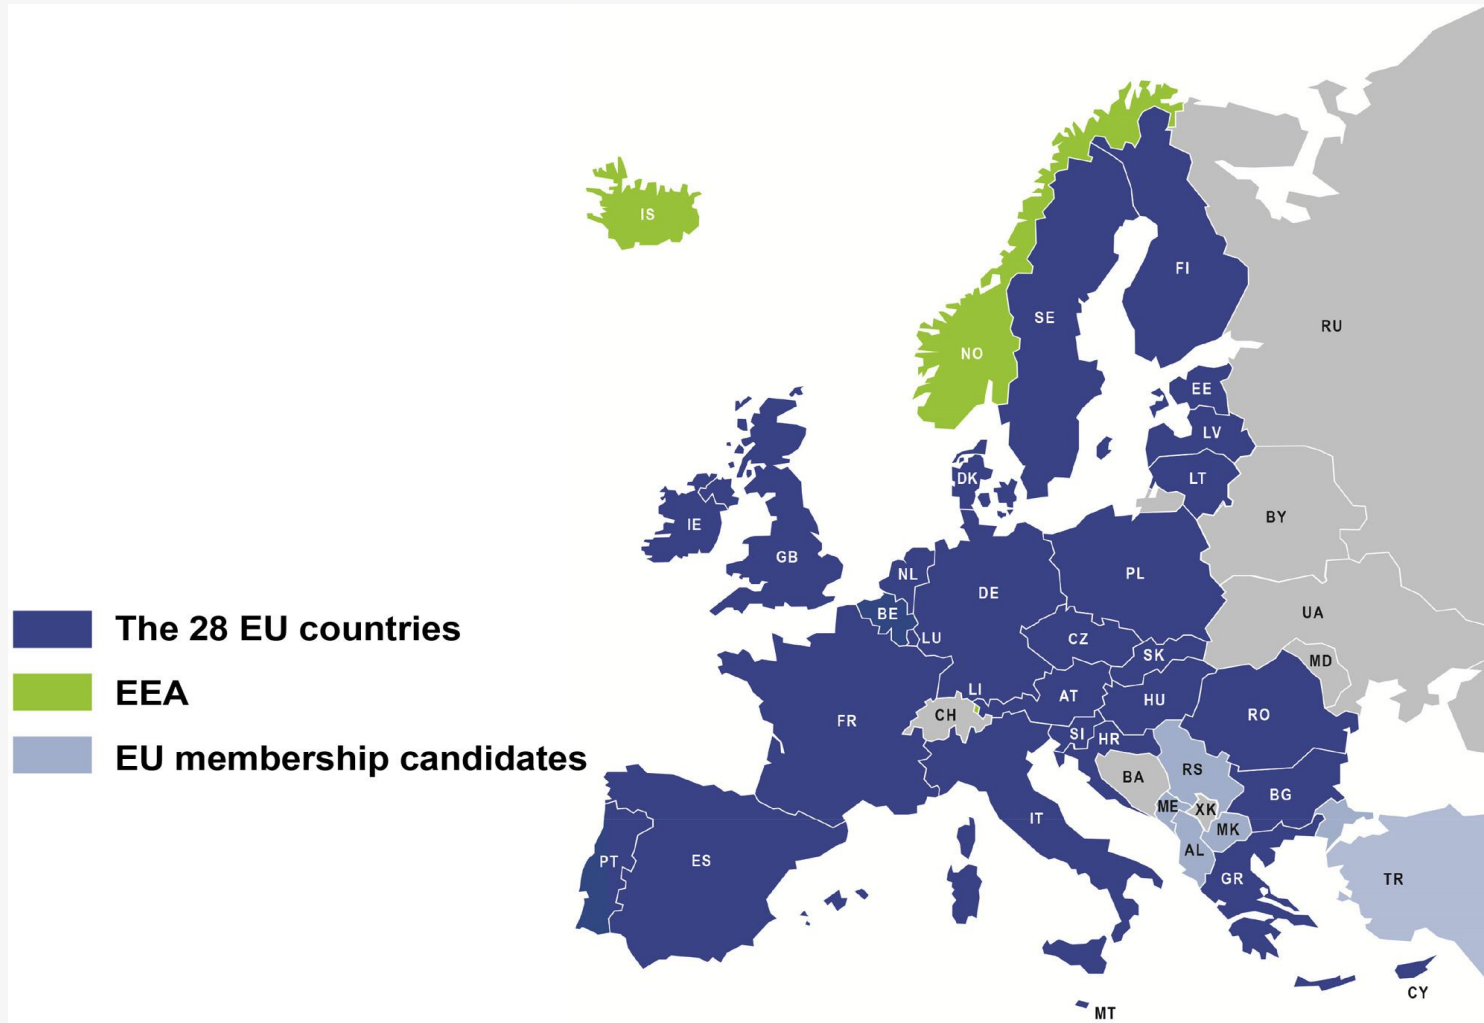 IS
FI
SE
RU
NO
EE
LV
DK
LT
IE
BY
GB
NL
PL
DE
BE
UA
The 28 EU countries
LU
CZ
SK
MD
EEA
LI
AT
HU
CH
FR
RO
SI
HR
EU membership candidates
RS
BA
BG
ME
XK
IT
MK
AL
PT
ES
GR
TR
CY
MT